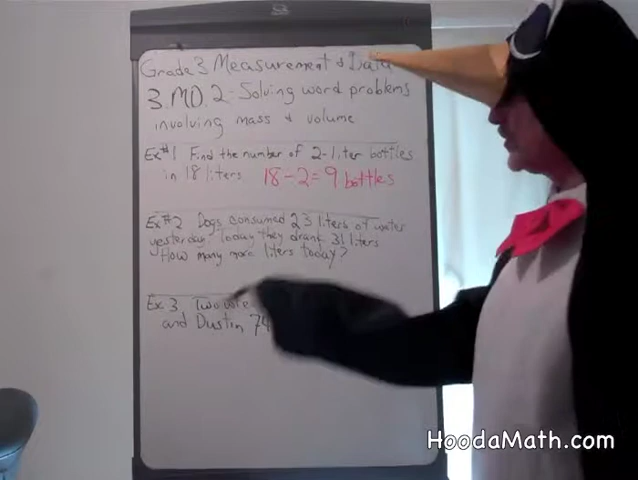 Grade 3 Measurement & Data
3.MD.2 - Solving word problems
involving mass & volume
Ex#1 Find the number of 2-liter bottles
in 18 liters 18÷2=9 bottles
Ex#2 Dogs consumed 23 liters of water
yesterday. Today they drank 31 liters
How many more liters today?
Ex 3 Two
and Dustin 74
HoodaMath.com